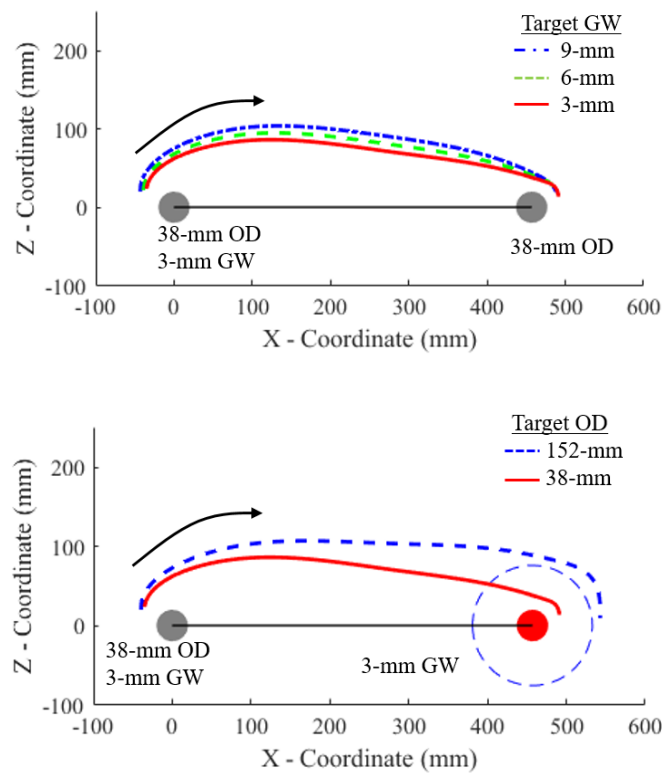 Target GW
9-mm
6-mm
3-mm
200
100
0
-100
Z - Coordinate (mm)
38-mm OD
3-mm GW
38-mm OD
-100 0 100 200 300 400 500 600
X - Coordinate (mm)
Target OD
152-mm
38-mm
200
100
0
-100
Z - Coordinate (mm)
38-mm OD
3-mm GW
3-mm GW
-100 0 100 200 300 400 500 600
X - Coordinate (mm)